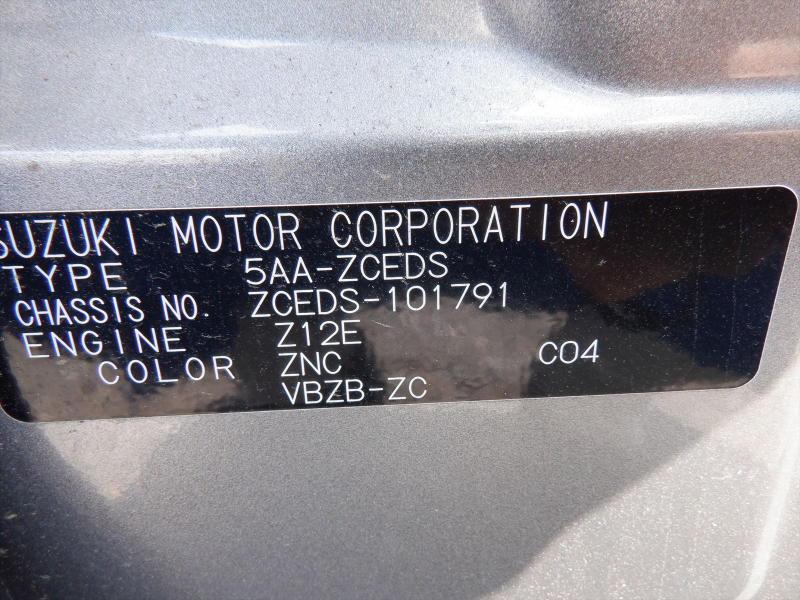 SUZUKI MOTOR CORPORATION
TYPE 5AA-ZCEDS
CHASSIS NO. ZCEDS-101791
ENGINE Z12E
COLOR ZNC C04
VBZB-ZC